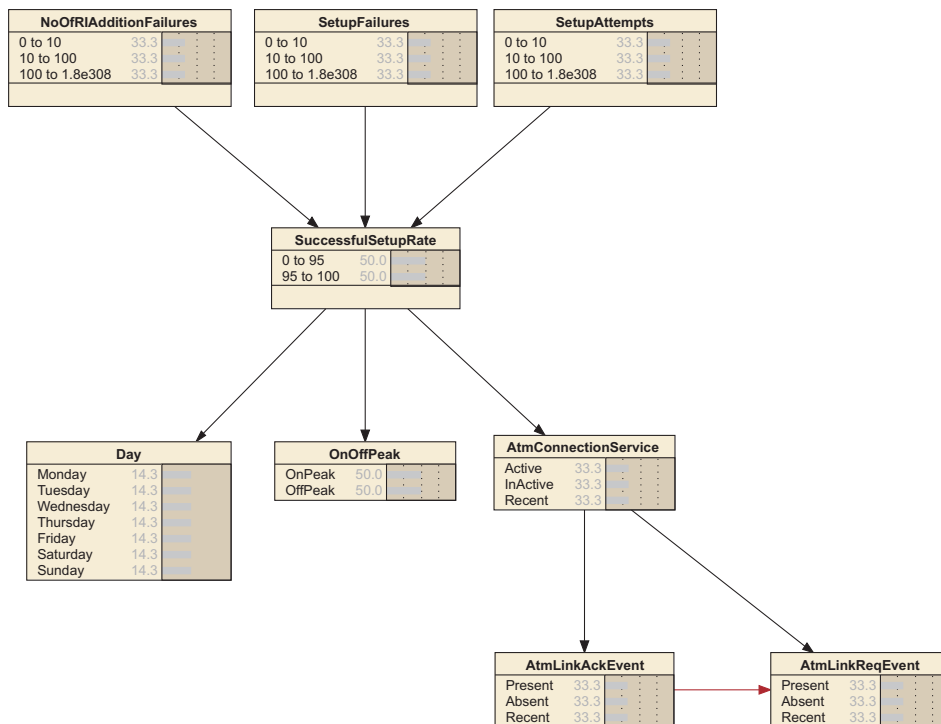 NoOfRIAdditionFailures
0 to 10 33.3
10 to 100 33.3
100 to 1.8e308 33.3
SetupFailures
0 to 10 33.3
10 to 100 33.3
100 to 1.8e308 33.3
SetupAttempts
0 to 10 33.3
10 to 100 33.3
100 to 1.8e308 33.3
SuccessfulSetupRate
0 to 95 50.0
95 to 100 50.0
Day
Monday 14.3
Tuesday 14.3
Wednesday 14.3
Thursday 14.3
Friday 14.3
Saturday 14.3
Sunday 14.3
OnOffPeak
OnPeak 50.0
OffPeak 50.0
AtmConnectionService
Active 33.3
InActive 33.3
Recent 33.3
AtmLinkAckEvent
Present 33.3
Absent 33.3
Recent 33.3
AtmLinkReqEvent
Present 33.3
Absent 33.3
Recent 33.3